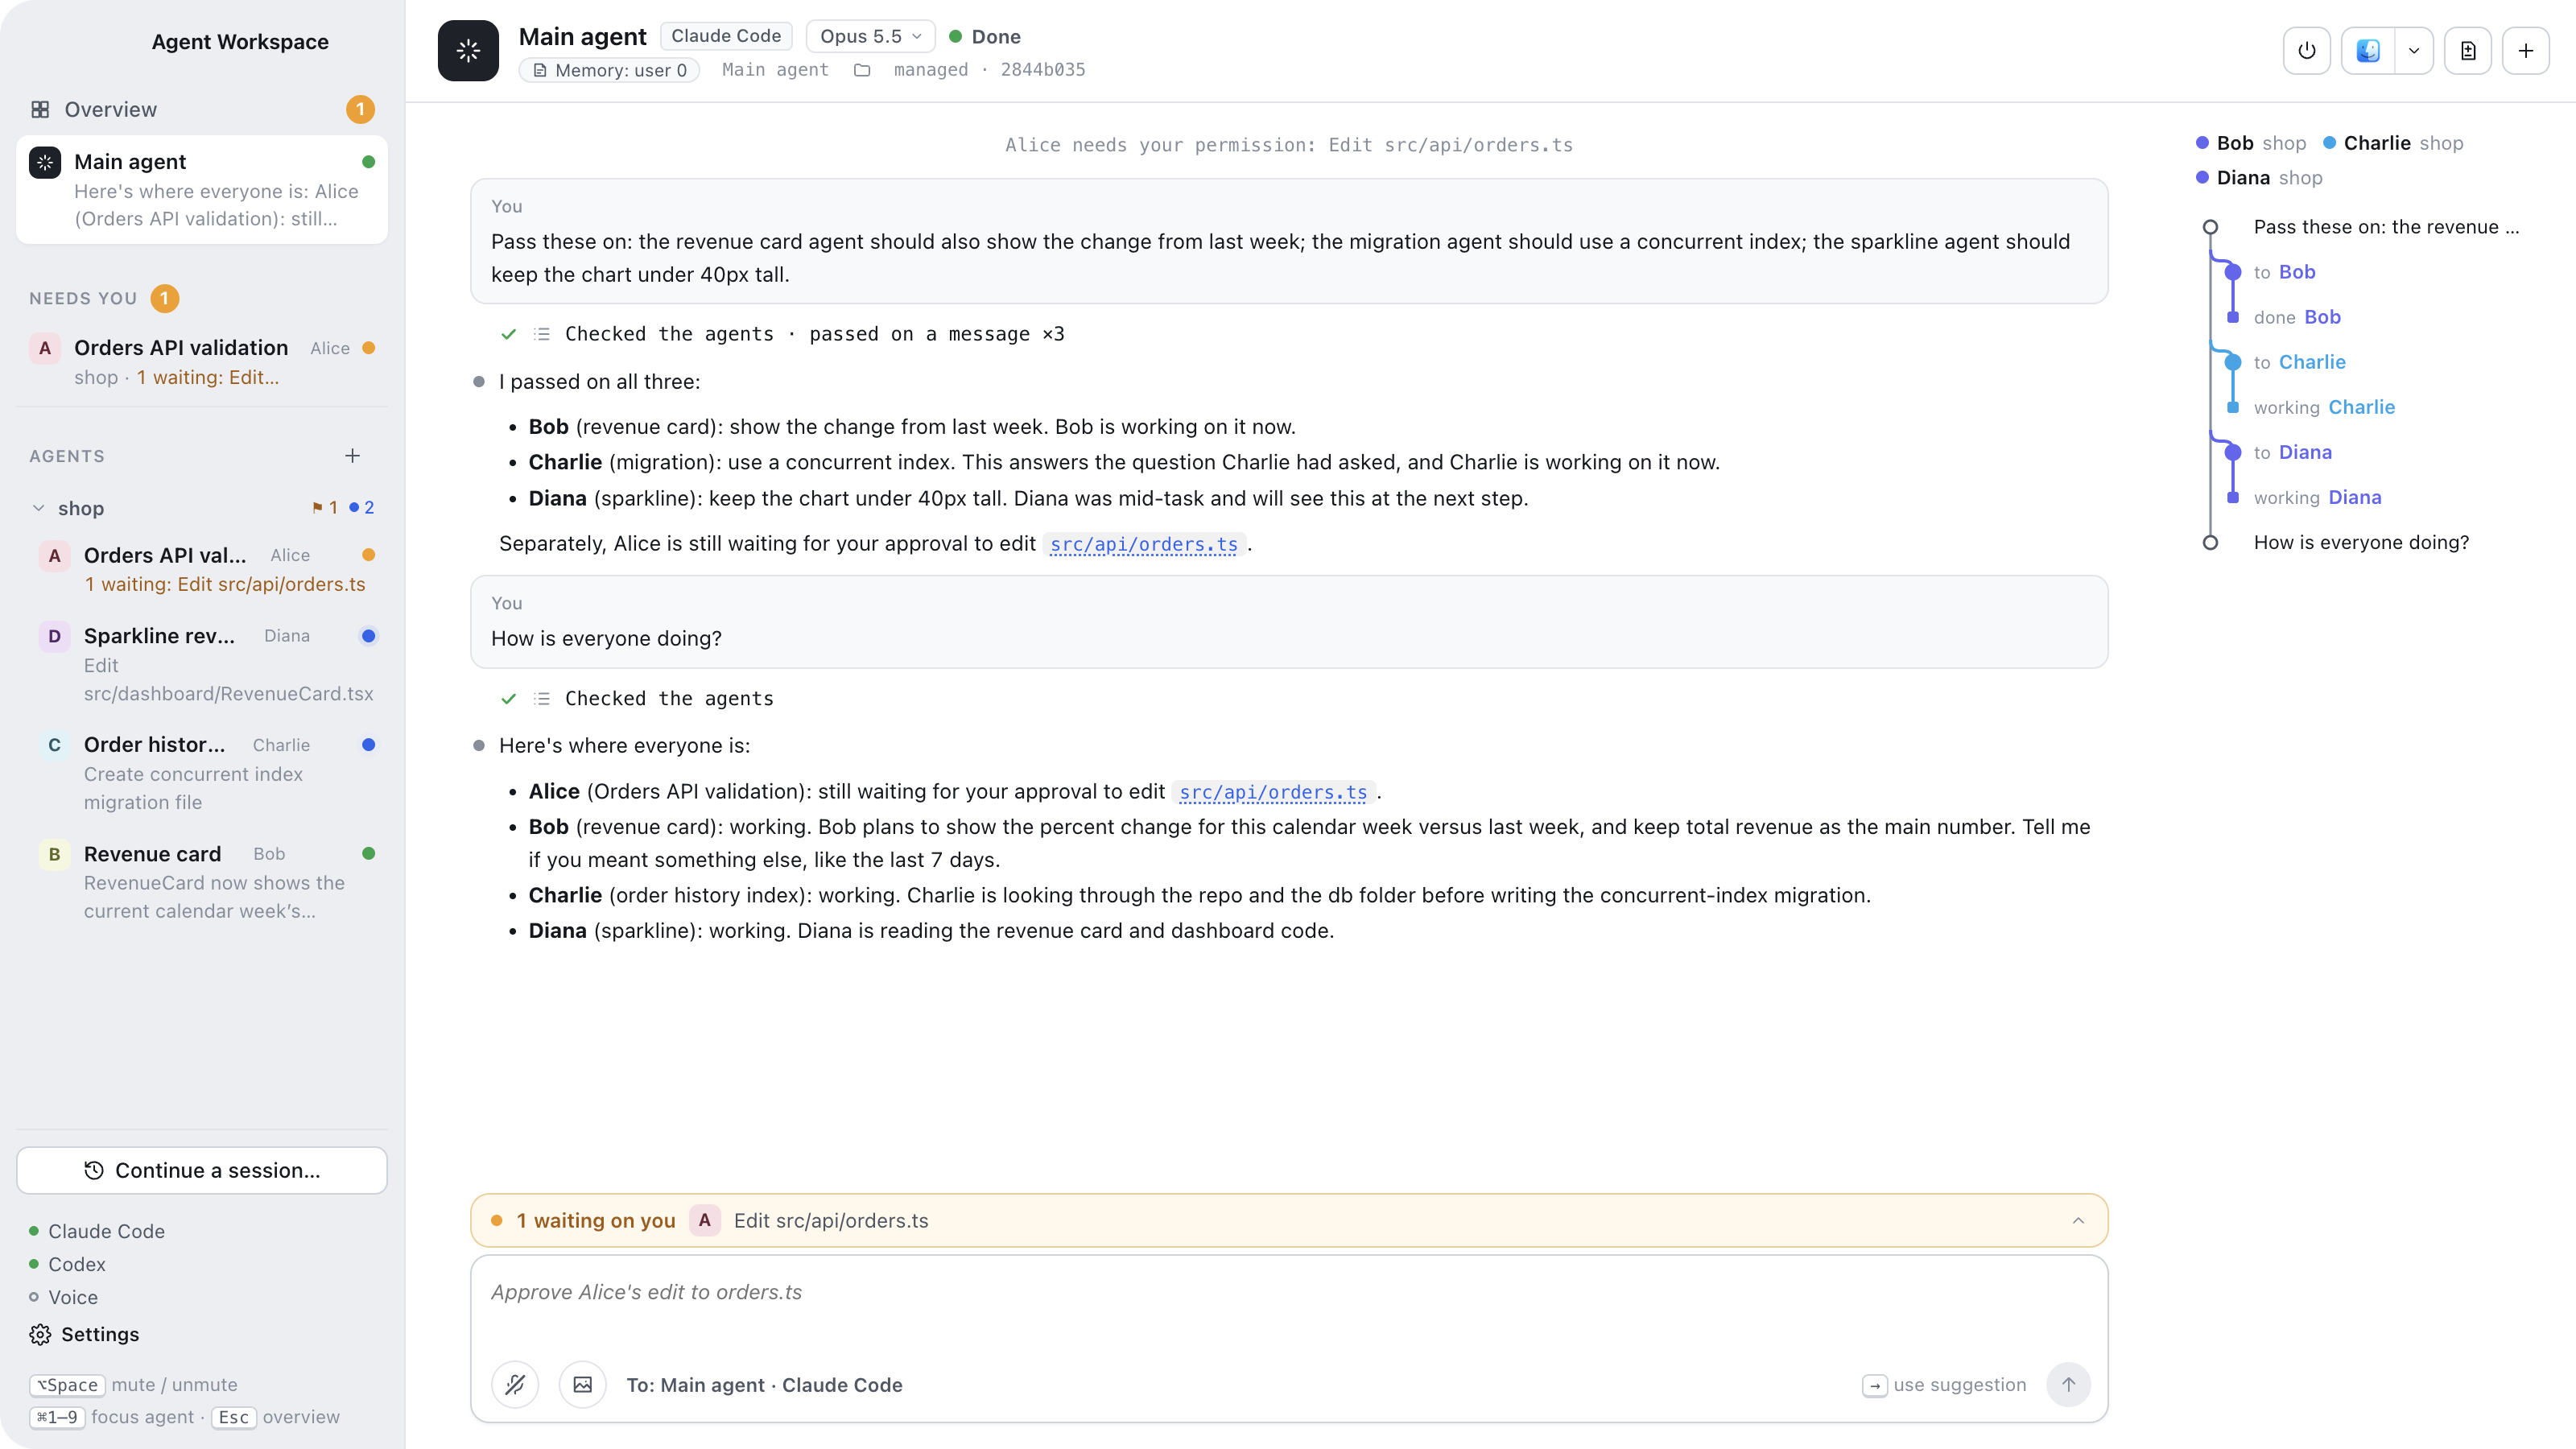 Agent Workspace
Overview 1
Main agent
Here's where everyone is: Alice
(Orders API validation): still...
NEEDS YOU 1
A Orders API validation Alice
shop · 1 waiting: Edit...
AGENTS
shop 1 2
A Orders API val... Alice
1 waiting: Edit src/api/orders.ts
D Sparkline rev... Diana
Edit
src/dashboard/RevenueCard.tsx
C Order histor... Charlie
Create concurrent index
migration file
B Revenue card Bob
RevenueCard now shows the
current calendar week’s...
Continue a session...
Claude Code
Codex
Voice
Settings
⌥Space mute / unmute
⌘1–9 focus agent · Esc overview
Main agent Claude Code Opus 5.5 Done
Memory: user 0 Main agent managed · 2844b035
Alice needs your permission: Edit src/api/orders.ts
You
Pass these on: the revenue card agent should also show the change from last week; the migration agent should use a concurrent index; the sparkline agent should
keep the chart under 40px tall.
Checked the agents · passed on a message ×3
I passed on all three:
• Bob (revenue card): show the change from last week. Bob is working on it now.
• Charlie (migration): use a concurrent index. This answers the question Charlie had asked, and Charlie is working on it now.
• Diana (sparkline): keep the chart under 40px tall. Diana was mid-task and will see this at the next step.
Separately, Alice is still waiting for your approval to edit src/api/orders.ts.
You
How is everyone doing?
Checked the agents
Here's where everyone is:
• Alice (Orders API validation): still waiting for your approval to edit src/api/orders.ts.
• Bob (revenue card): working. Bob plans to show the percent change for this calendar week versus last week, and keep total revenue as the main number. Tell me
if you meant something else, like the last 7 days.
• Charlie (order history index): working. Charlie is looking through the repo and the db folder before writing the concurrent-index migration.
• Diana (sparkline): working. Diana is reading the revenue card and dashboard code.
1 waiting on you A Edit src/api/orders.ts
Approve Alice's edit to orders.ts
To: Main agent · Claude Code
→ use suggestion
Bob shop Charlie shop
Diana shop
Pass these on: the revenue ...
to Bob
done Bob
to Charlie
working Charlie
to Diana
working Diana
How is everyone doing?